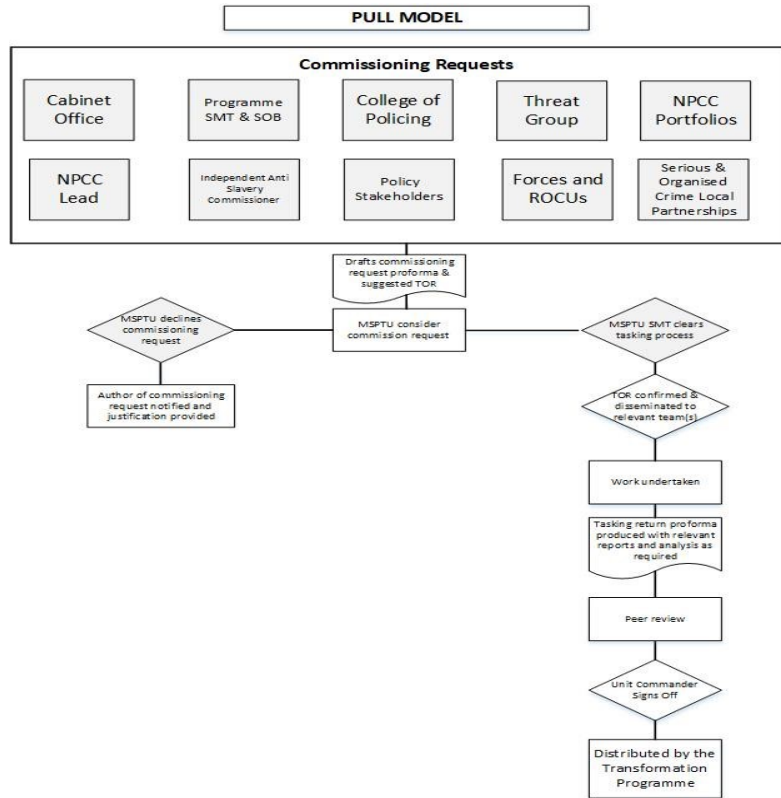 PULL MODEL
Commissioning Requests
Cabinet
Office
Programme
SMT & SOB
College of
Policing
Threat
Group
NPCC
Portfolios
NPCC
Lead
Independent Anti
Slavery
Commissioner
Policy
Stakeholders
Forces and
ROCUs
Serious &
Organised
Crime Local
Partnerships
Drafts commissioning
request proforma &
suggested TOR
MSPTU declines
commissioning
request
MSPTU consider
commission request
MSPTU SMT clears
tasking process
Author of commissioning
request notified and
justification provided
TOR confirmed &
disseminated to
relevant team(s)
Work undertaken
Tasking return proforma
produced with relevant
reports and analysis as
required
Peer review
Unit Commander
Signs Off
Distributed by the
Transformation
Programme